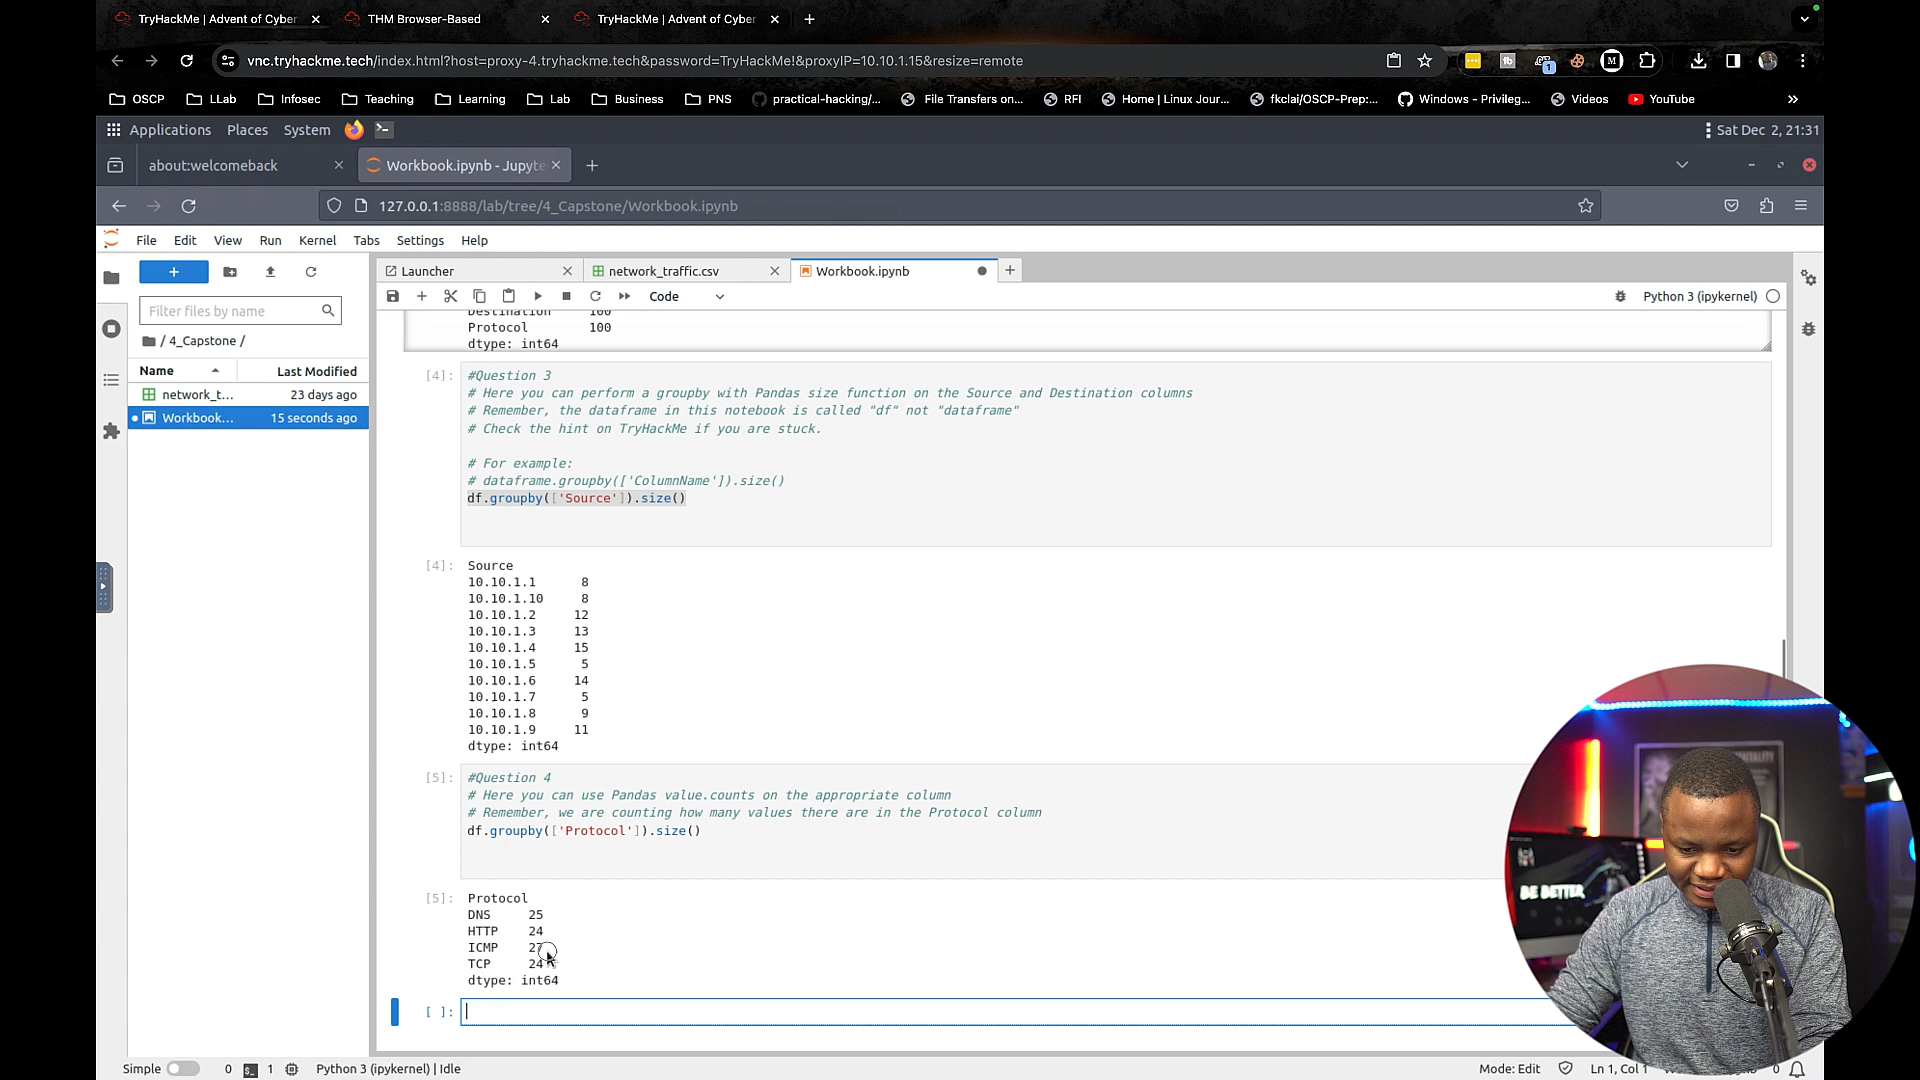 TryHackMe | Advent of Cyber
THM Browser-Based
TryHackMe | Advent of Cyber
vnc.tryhackme.tech/index.html?host=proxy-4.tryhackme.tech&password=TryHackMe!&proxyIP=10.10.1.15&resize=remote
OSCP LLab Infosec Teaching Learning Lab Business PNS practical-hacking/... File Transfers on... RFI Home | Linux Jour... fkclai/OSCP-Prep:... Windows - Privileg... Videos YouTube
Applications Places System
Sat Dec 2, 21:31
about:welcomeback
Workbook.ipynb - Jupyte
127.0.0.1:8888/lab/tree/4_Capstone/Workbook.ipynb
File Edit View Run Kernel Tabs Settings Help
Launcher
network_traffic.csv
Workbook.ipynb
Code
Python 3 (ipykernel)
Filter files by name
/ 4_Capstone /
Name Last Modified
network_t... 23 days ago
Workbook... 15 seconds ago
Destination 100
Protocol 100
dtype: int64
[4]: #Question 3
# Here you can perform a groupby with Pandas size function on the Source and Destination columns
# Remember, the dataframe in this notebook is called "df" not "dataframe"
# Check the hint on TryHackMe if you are stuck.
# For example:
# dataframe.groupby(['ColumnName']).size()
df.groupby(['Source']).size()
[4]: Source
10.10.1.1 8
10.10.1.10 8
10.10.1.2 12
10.10.1.3 13
10.10.1.4 15
10.10.1.5 5
10.10.1.6 14
10.10.1.7 5
10.10.1.8 9
10.10.1.9 11
dtype: int64
[5]: #Question 4
# Here you can use Pandas value.counts on the appropriate column
# Remember, we are counting how many values there are in the Protocol column
df.groupby(['Protocol']).size()
[5]: Protocol
DNS 25
HTTP 24
ICMP 27
TCP 24
dtype: int64
[ ]:
BE BETTER
Simple 0 1 Python 3 (ipykernel) | Idle
Mode: Edit Ln 1, Col 1 0